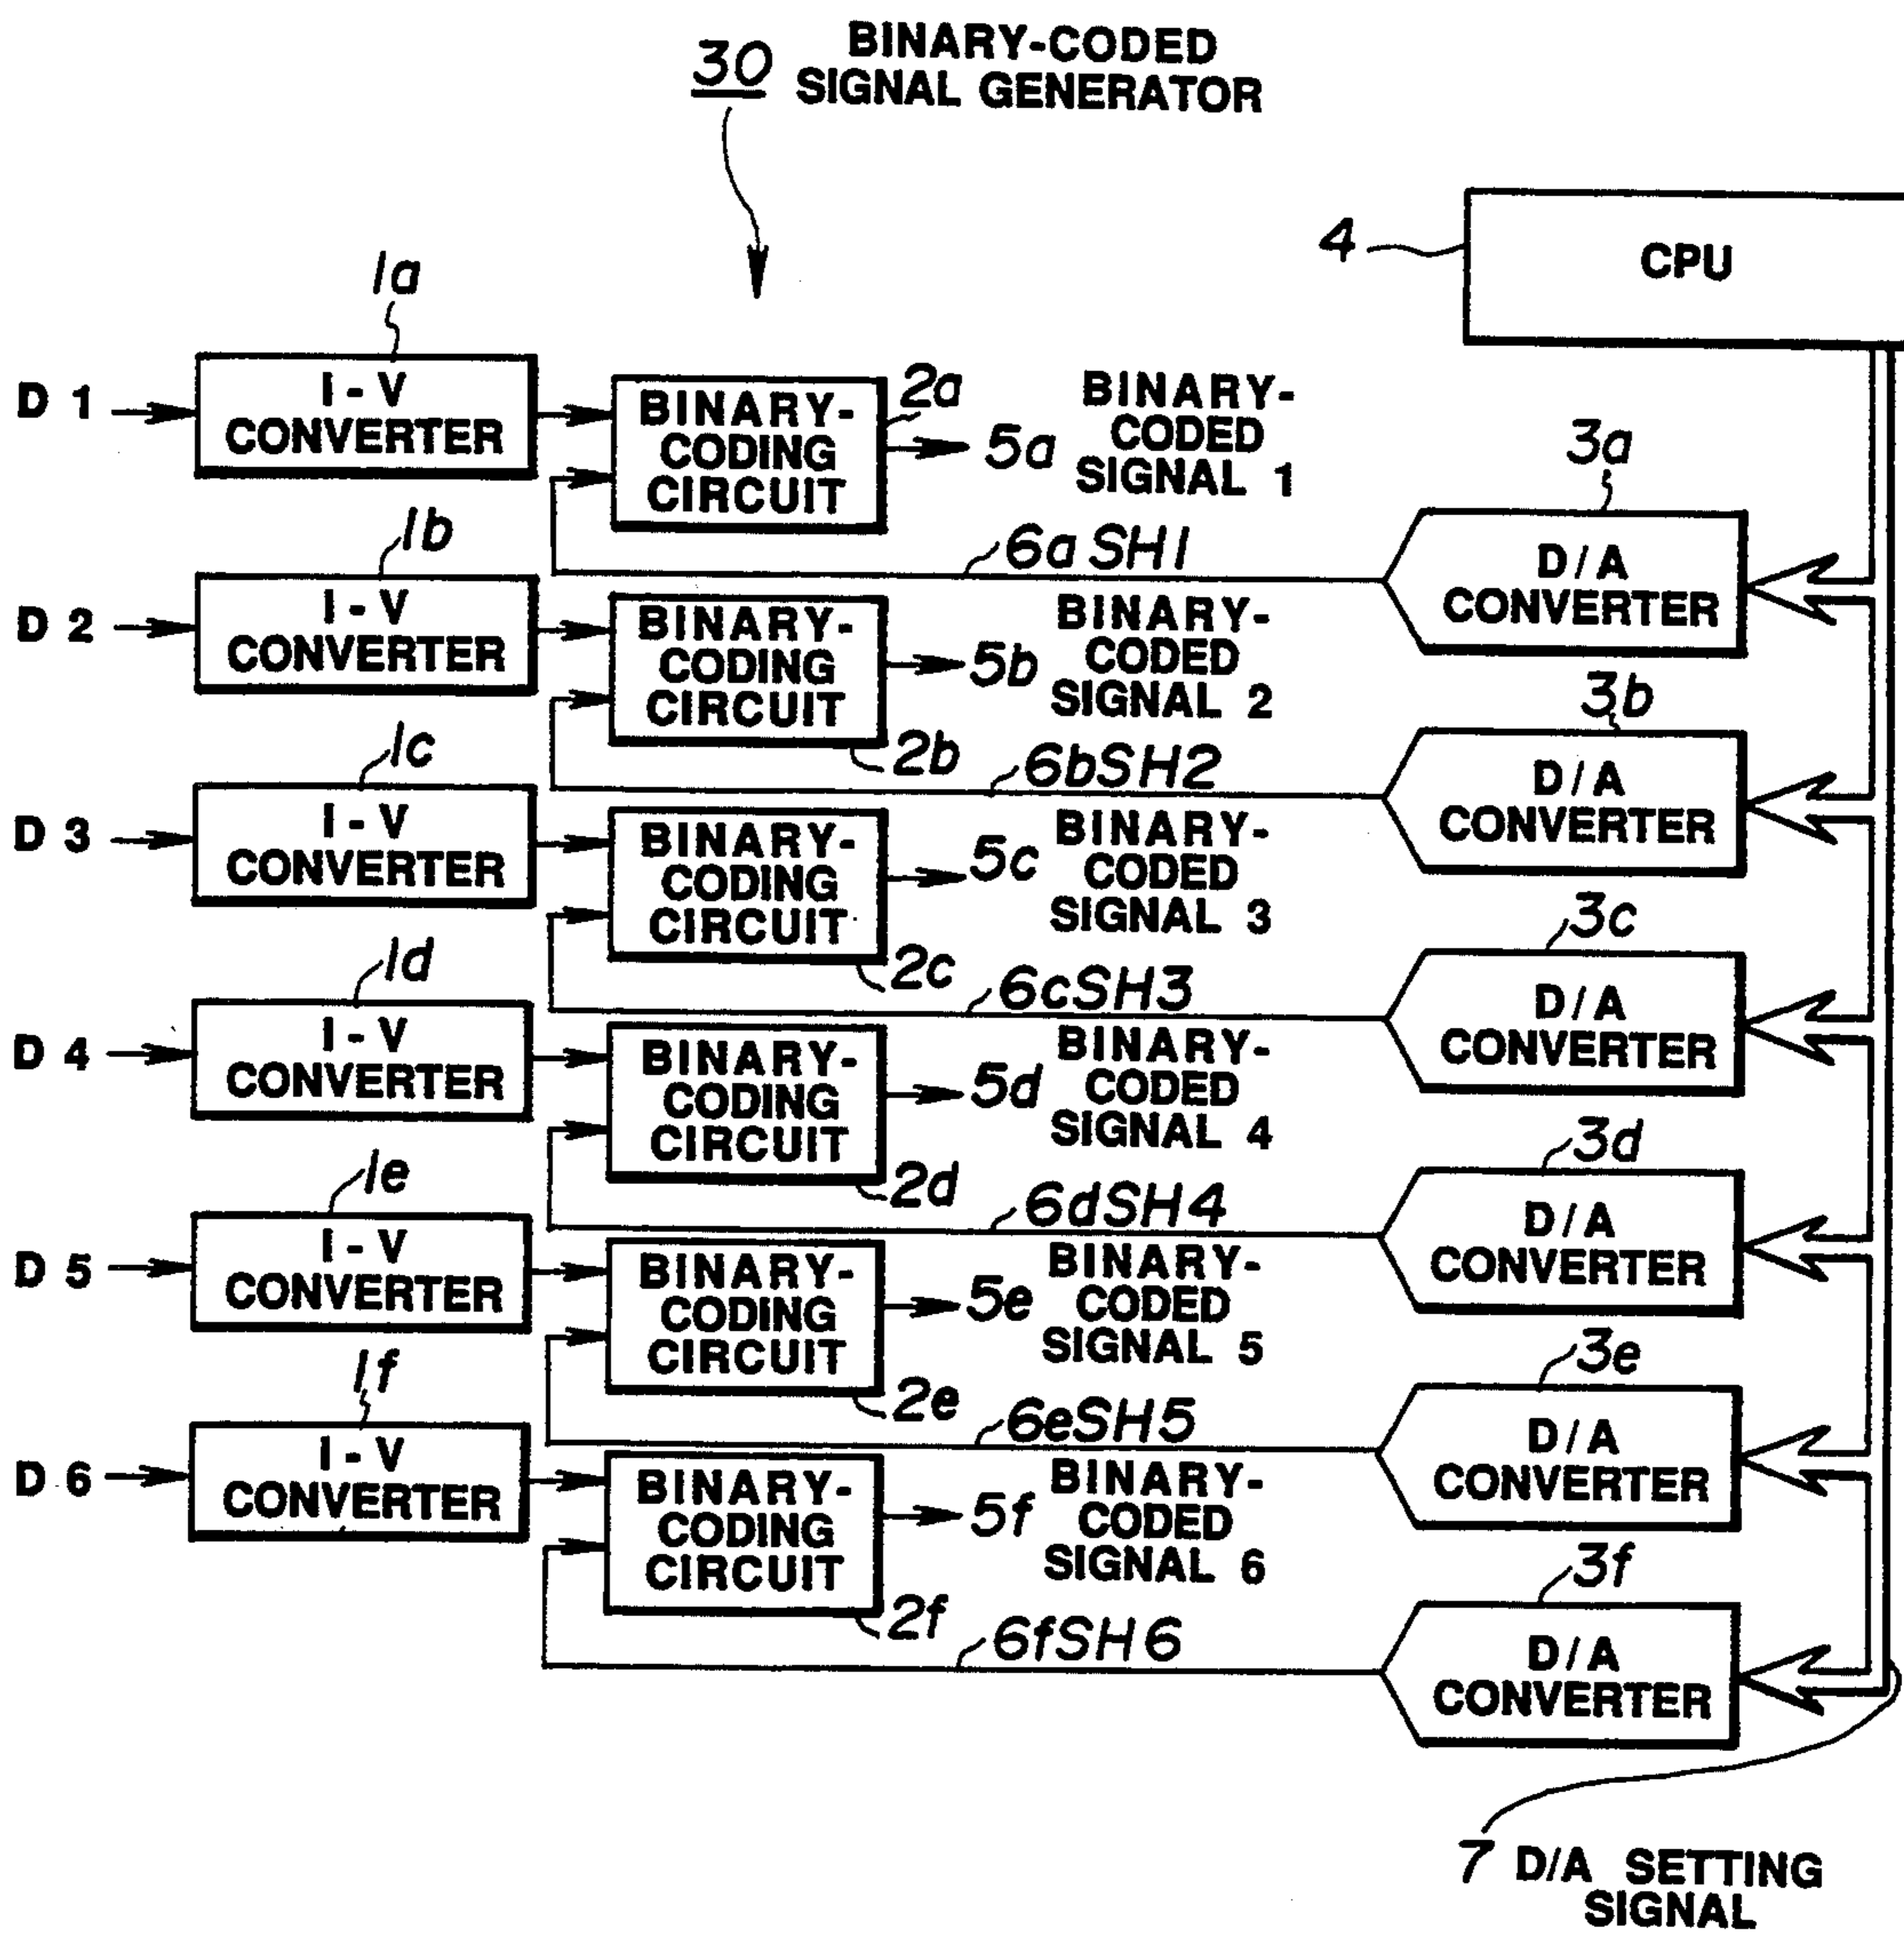 30 BINARY-CODED
SIGNAL GENERATOR
4
CPU
1a
D 1
I - V
CONVERTER
BINARY-
CODING
CIRCUIT
2a
5a
BINARY-
CODED
SIGNAL 1
3a
6a SH1
D/A
CONVERTER
1b
D 2
I - V
CONVERTER
BINARY-
CODING
CIRCUIT
2b
5b
BINARY-
CODED
SIGNAL 2
3b
6bSH2
D/A
CONVERTER
1c
D 3
I - V
CONVERTER
BINARY-
CODING
CIRCUIT
2c
5c
BINARY-
CODED
SIGNAL 3
3c
6cSH3
D/A
CONVERTER
1d
D 4
I - V
CONVERTER
BINARY-
CODING
CIRCUIT
2d
5d
BINARY-
CODED
SIGNAL 4
3d
6dSH4
D/A
CONVERTER
1e
D 5
I - V
CONVERTER
BINARY-
CODING
CIRCUIT
2e
5e
BINARY-
CODED
SIGNAL 5
3e
6eSH5
D/A
CONVERTER
1f
D 6
I - V
CONVERTER
BINARY-
CODING
CIRCUIT
2f
5f
BINARY-
CODED
SIGNAL 6
3f
6fSH6
D/A
CONVERTER
7 D/A SETTING
SIGNAL